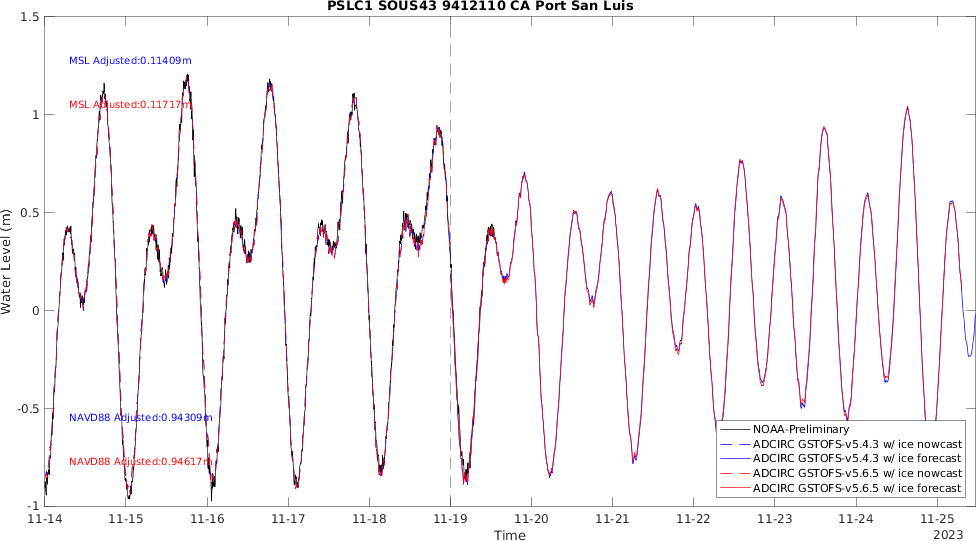 PSLC1 SOUS43 9412110 CA Port San Luis
1.5
MSL Adjusted:0.11409m
MSL Adjusted:0.11717m
1
0.5
Water Level (m)
0
-0.5
NAVD88 Adjusted:0.94309m
NAVD88 Adjusted:0.94617m
NOAA-Preliminary
ADCIRC GSTOFS-v5.4.3 w/ ice nowcast
ADCIRC GSTOFS-v5.4.3 w/ ice forecast
ADCIRC GSTOFS-v5.6.5 w/ ice nowcast
ADCIRC GSTOFS-v5.6.5 w/ ice forecast
-1
11-14 11-15 11-16 11-17 11-18 11-19 11-20 11-21 11-22 11-23 11-24 11-25
2023
Time